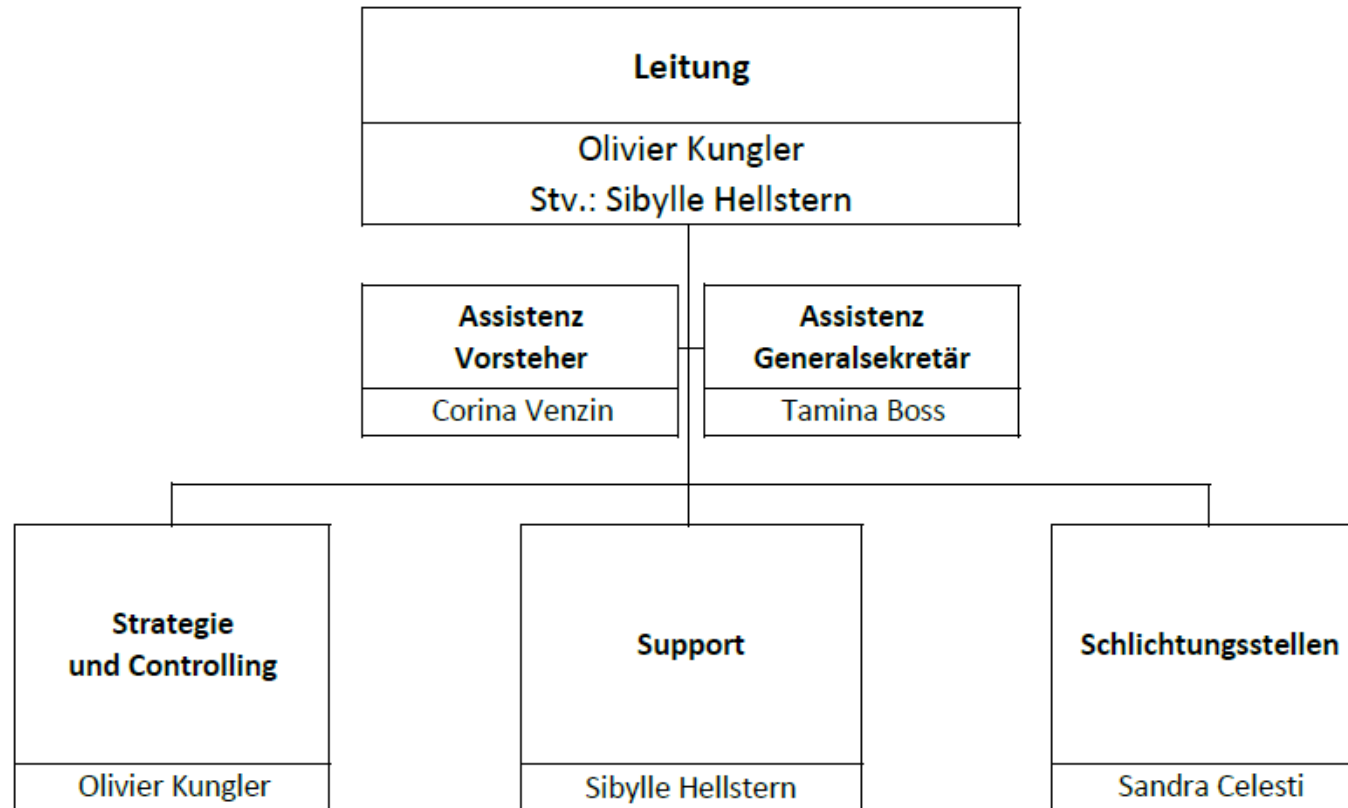 Leitung
Olivier Kungler
Stv.: Sibylle Hellstern
Assistenz
Vorsteher
Corina Venzin
Assistenz
Generalsekretär
Tamina Boss
Strategie
und Controlling
Olivier Kungler
Support
Sibylle Hellstern
Schlichtungsstellen
Sandra Celesti